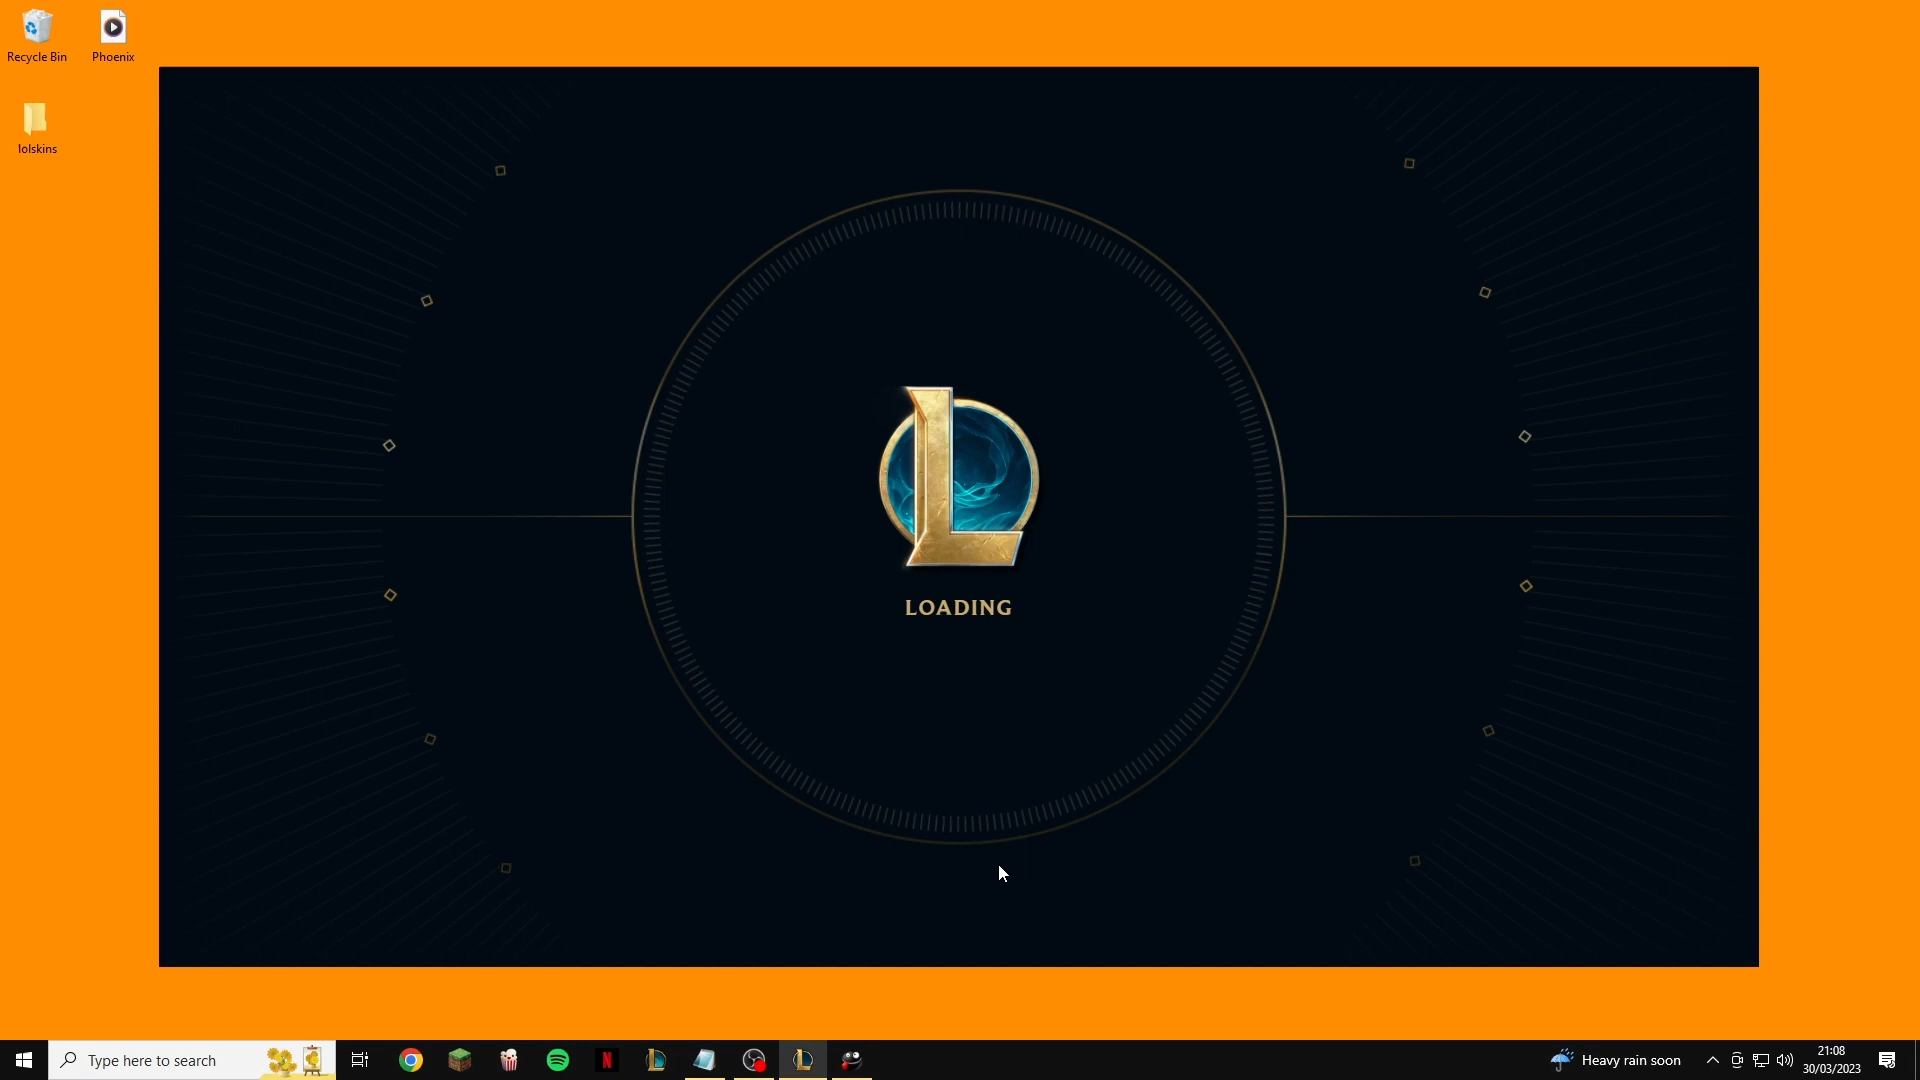 Recycle Bin
Phoenix
lolskins
LOADING
Type here to search
Heavy rain soon
21:08
30/03/2023